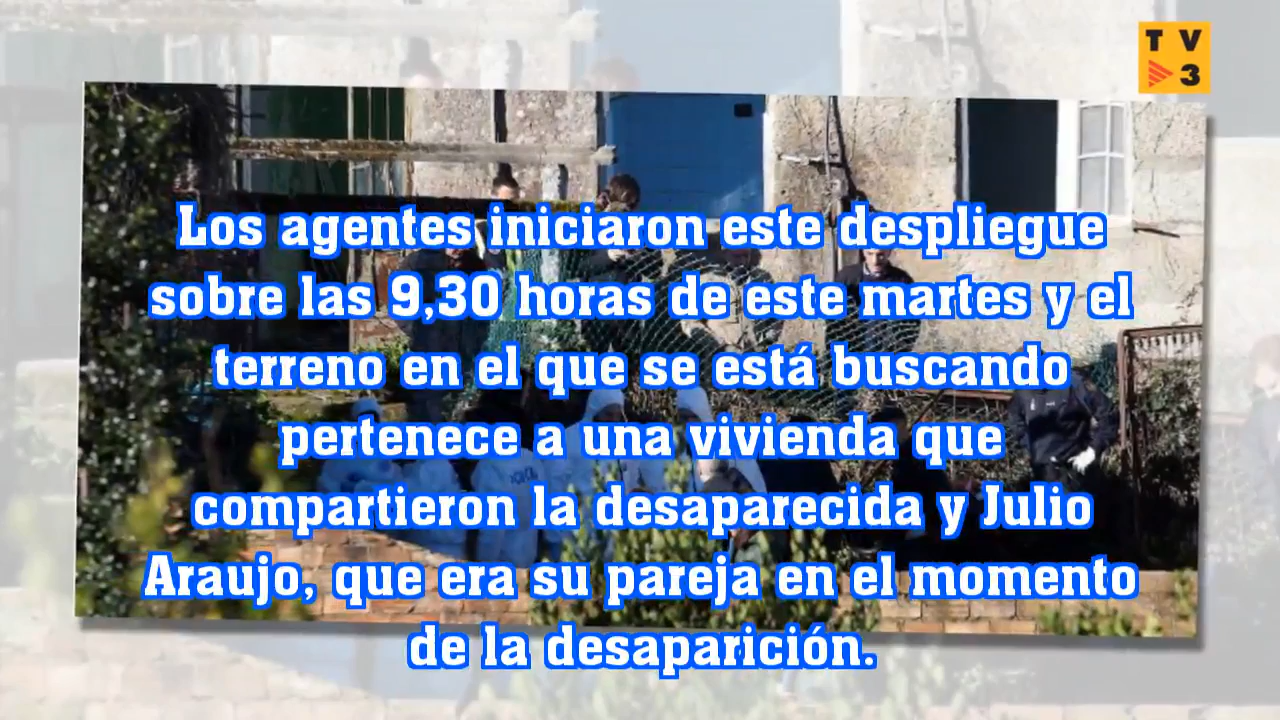 TV
3
Los agentes iniciaron este despliegue
sobre las 9,30 horas de este martes y el
terreno en el que se está buscando
pertenece a una vivienda que
compartieron la desaparecida y Julio
Araujo, que era su pareja en el momento
de la desaparición.